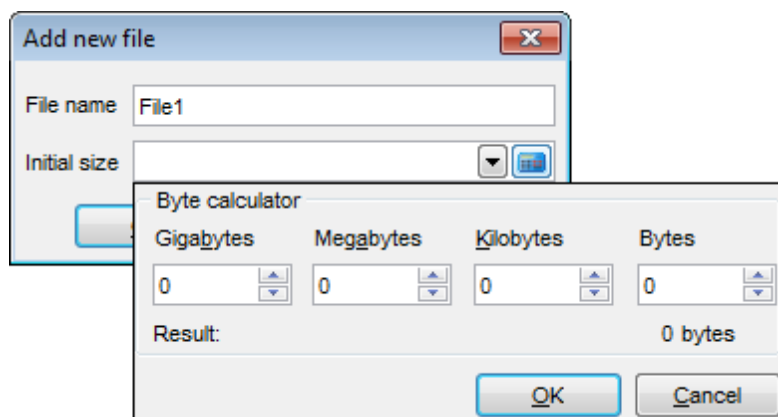 Add new file
File name File1
Initial size
Byte calculator
Gigabytes Megabytes Kilobytes Bytes
0 0 0 0
Result: 0 bytes
OK Cancel